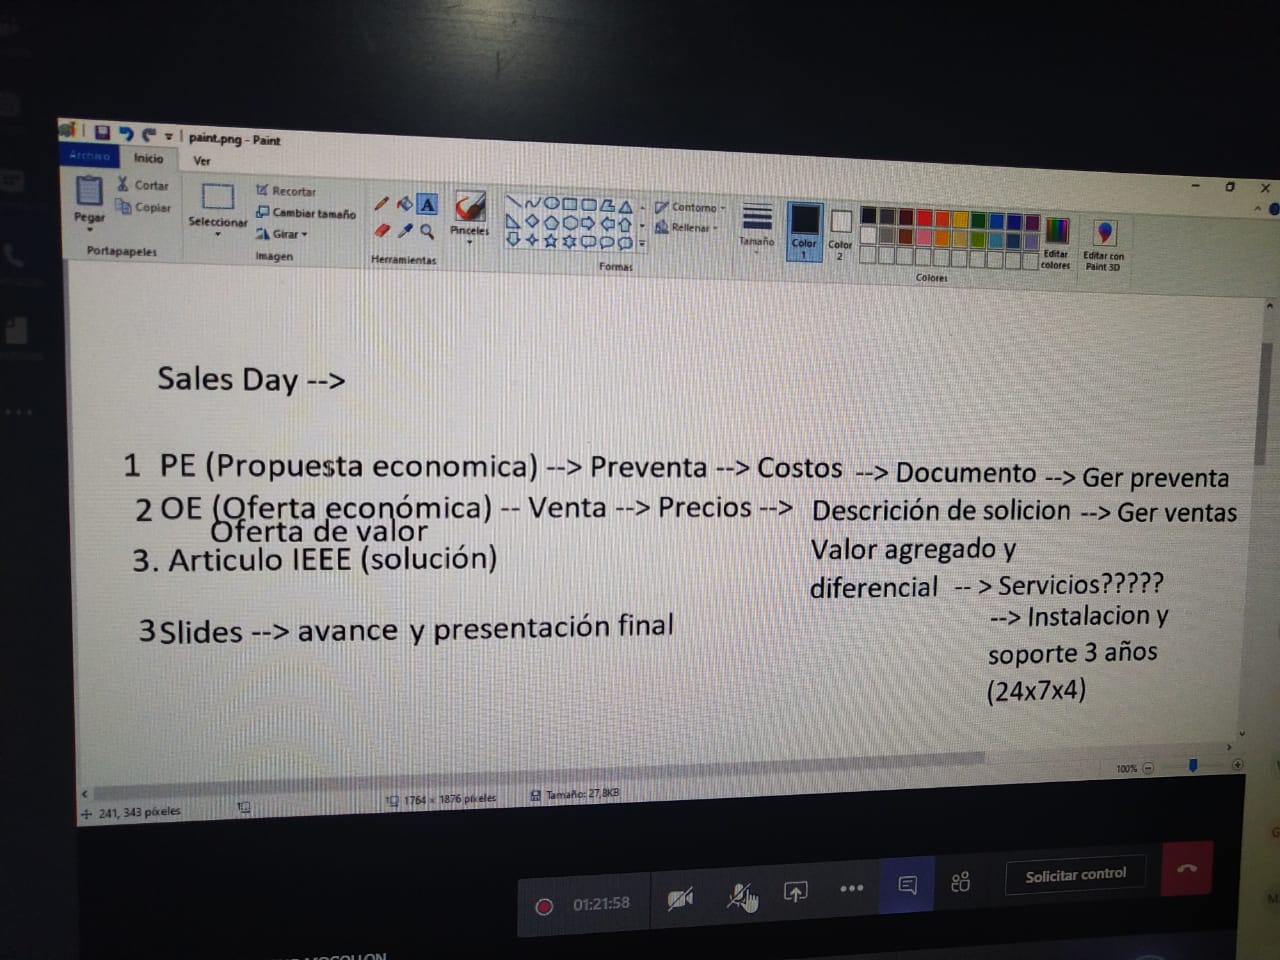 paint.png - Paint
Archivo Inicio Ver
Pegar
Cortar
Copiar
Portapapeles
Seleccionar
Recortar
Cambiar tamaño
Girar
Imagen
Herramientas
Pinceles
Contorno
Rellenar
Formas
Tamaño
Color
1
Color
2
Colores
Editar
colores
Editar con
Paint 3D
Sales Day -->
1 PE (Propuesta economica) --> Preventa --> Costos --> Documento --> Ger preventa
2 OE (Oferta económica) -- Venta --> Precios --> Descrición de solicion --> Ger ventas
Oferta de valor
3. Articulo IEEE (solución)
Valor agregado y
diferencial -- > Servicios?????
--> Instalacion y
soporte 3 años
(24x7x4)
3 Slides --> avance y presentación final
241, 343 píxeles
1764 × 1876 píxeles
Tamaño: 27,8KB
100%
01:21:58
Solicitar control